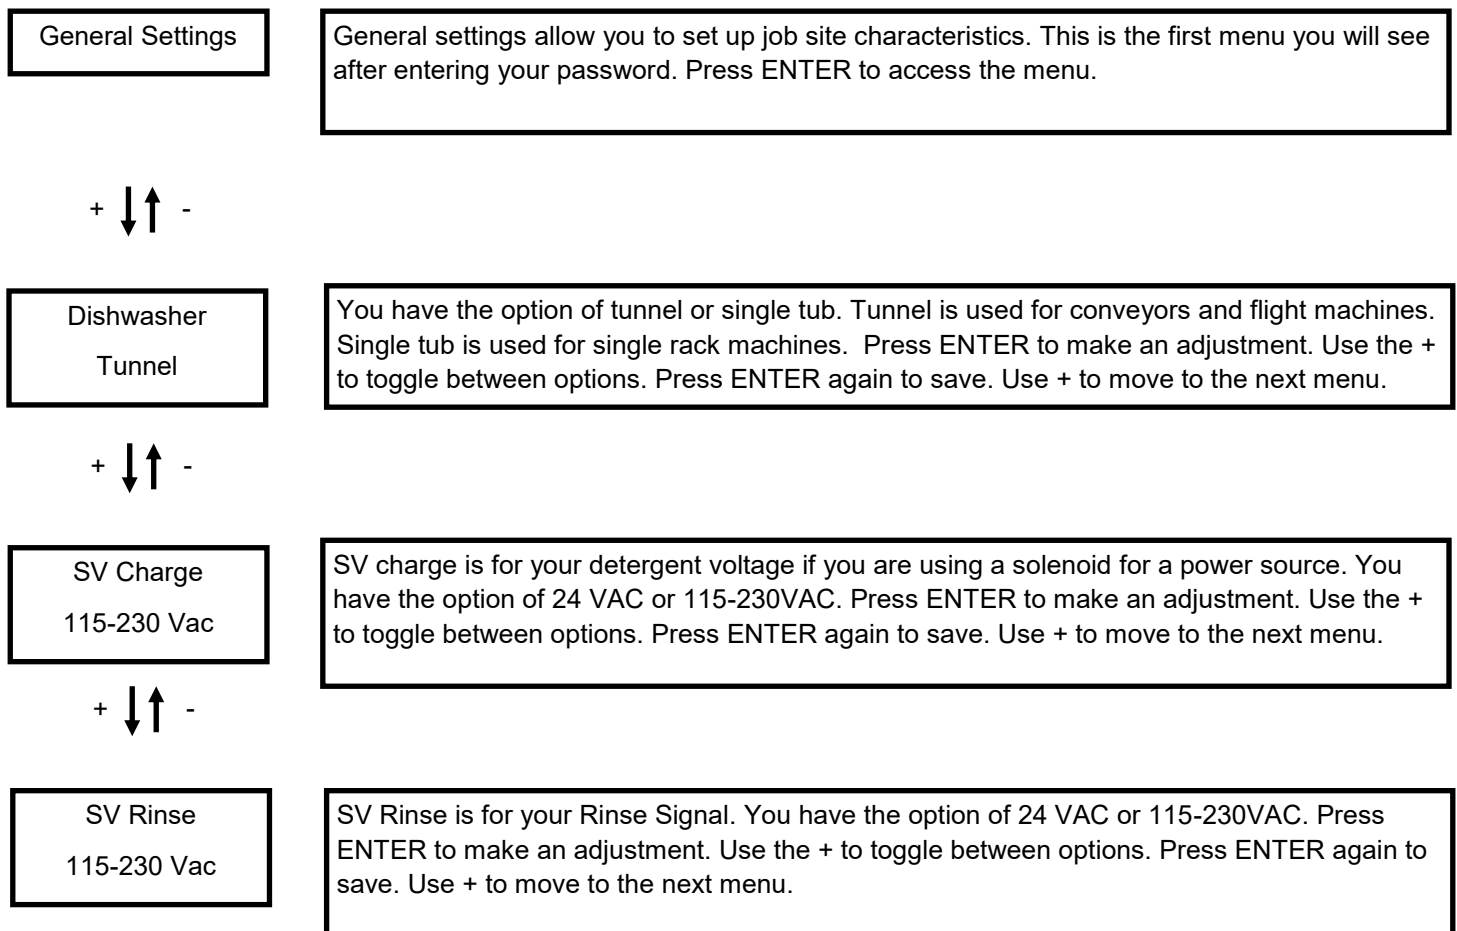 General Settings
General settings allow you to set up job site characteristics. This is the first menu you will see
after entering your password. Press ENTER to access the menu.
+ -
Dishwasher
Tunnel
You have the option of tunnel or single tub. Tunnel is used for conveyors and flight machines.
Single tub is used for single rack machines.  Press ENTER to make an adjustment. Use the +
to toggle between options. Press ENTER again to save. Use + to move to the next menu.
+ -
SV Charge
115-230 Vac
SV charge is for your detergent voltage if you are using a solenoid for a power source. You
have the option of 24 VAC or 115-230VAC. Press ENTER to make an adjustment. Use the +
to toggle between options. Press ENTER again to save. Use + to move to the next menu.
+ -
SV Rinse
115-230 Vac
SV Rinse is for your Rinse Signal. You have the option of 24 VAC or 115-230VAC. Press
ENTER to make an adjustment. Use the + to toggle between options. Press ENTER again to
save. Use + to move to the next menu.